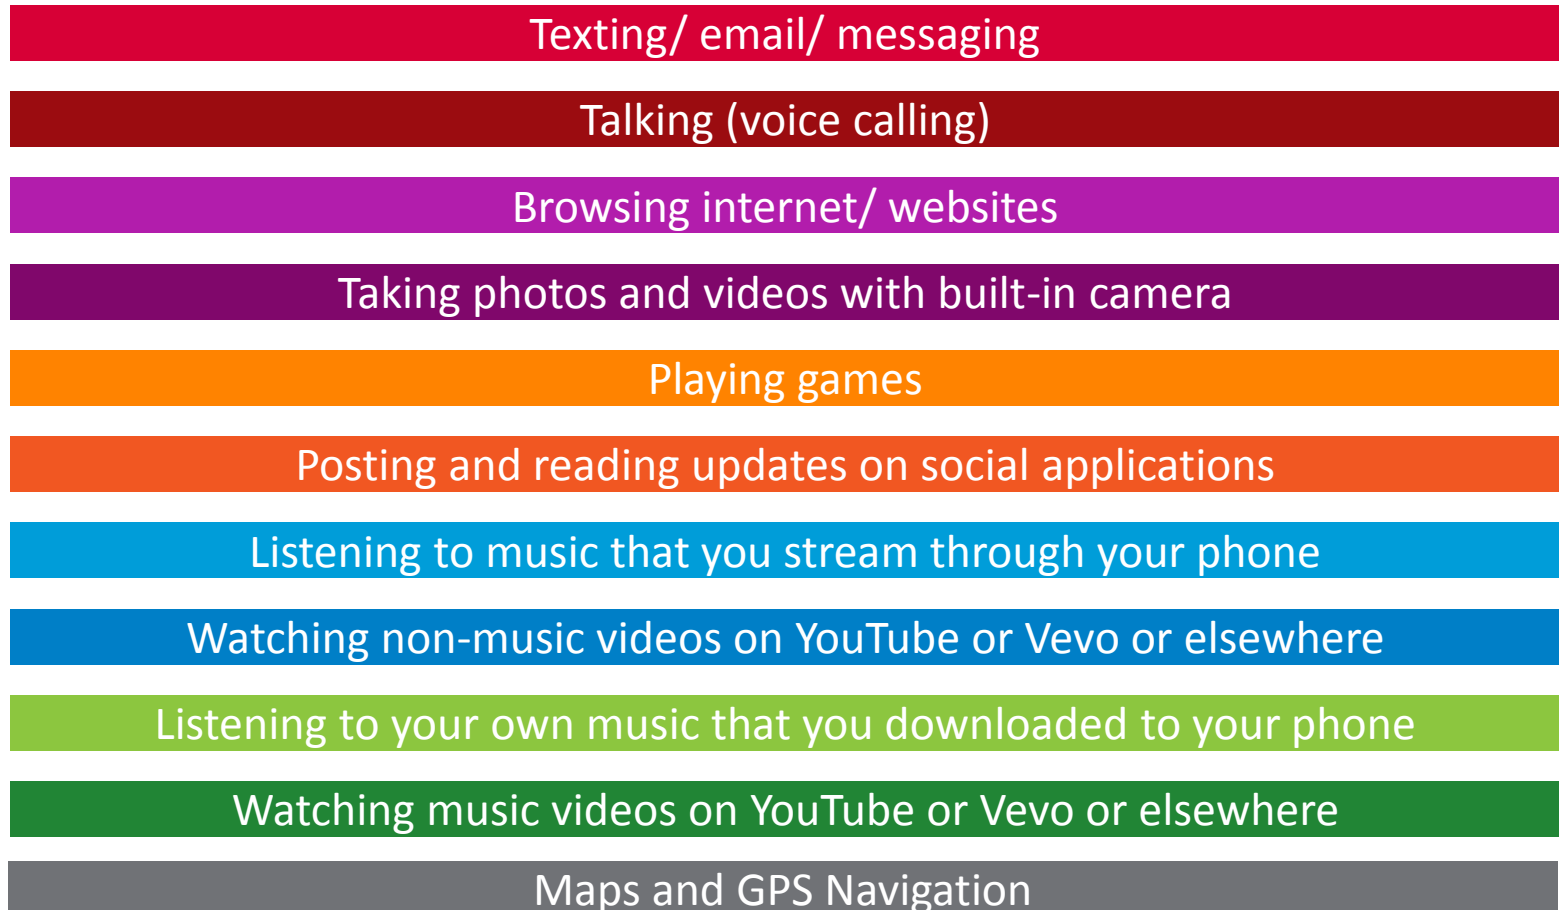 Texting/ email/ messaging
Talking (voice calling)
Browsing internet/ websites
Taking photos and videos with built-in camera
Playing games
Posting and reading updates on social applications
Listening to music that you stream through your phone
Watching non-music videos on YouTube or Vevo or elsewhere
Listening to your own music that you downloaded to your phone
Watching music videos on YouTube or Vevo or elsewhere
Maps and GPS Navigation